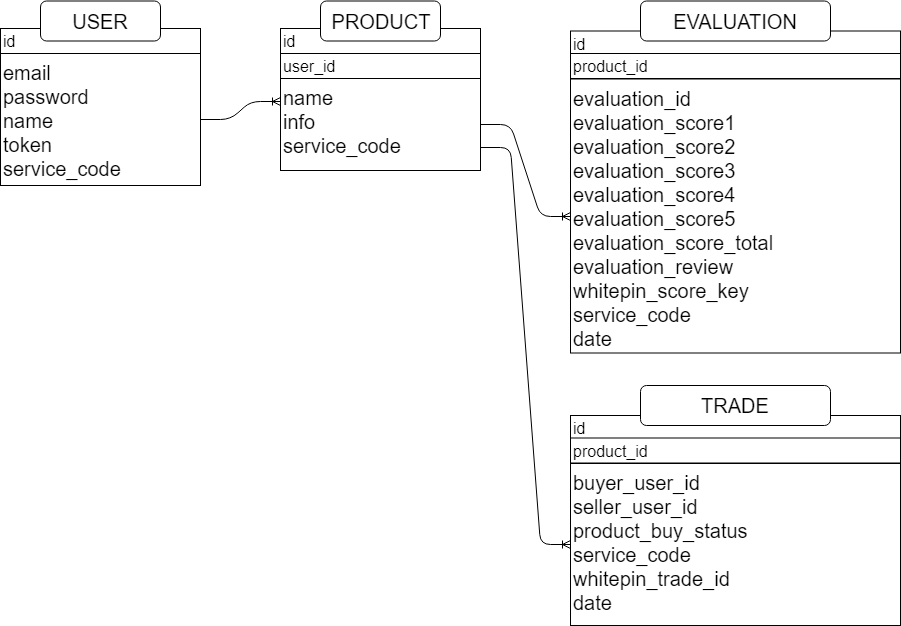 USER
id
email
password
name
token
service_code
PRODUCT
id
user_id
name
info
service_code
EVALUATION
id
product_id
evaluation_id
evaluation_score1
evaluation_score2
evaluation_score3
evaluation_score4
evaluation_score5
evaluation_score_total
evaluation_review
whitepin_score_key
service_code
date
TRADE
id
product_id
buyer_user_id
seller_user_id
product_buy_status
service_code
whitepin_trade_id
date